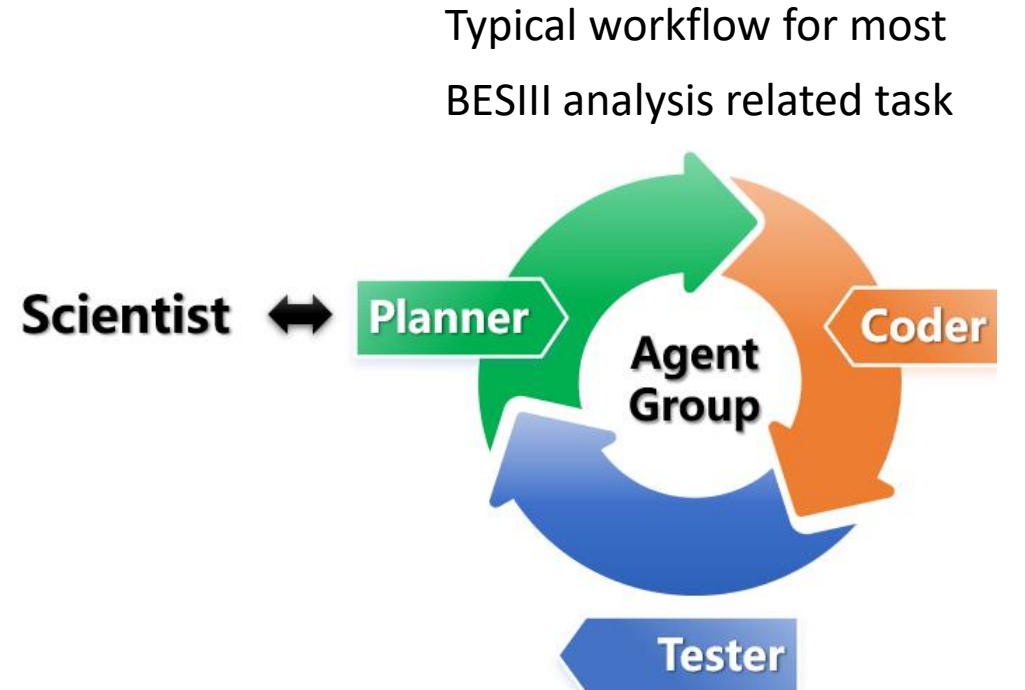 Typical workflow for most
BESIII analysis related task
Scientist
Planner
Coder
Agent
Group
Tester